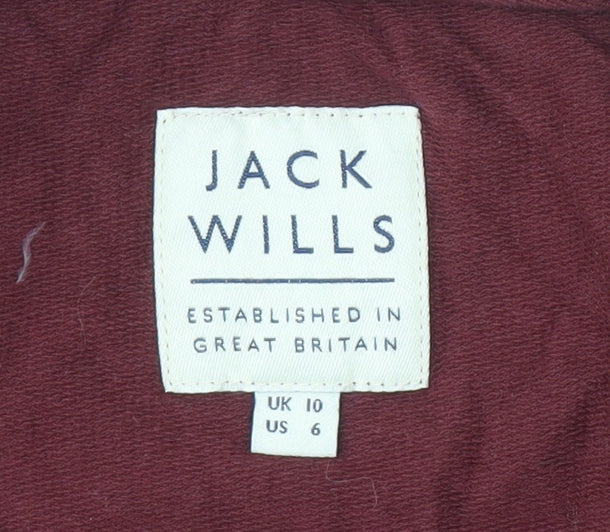 JACK
WILLS
ESTABLISHED IN
GREAT BRITAIN
UK 10
US 6